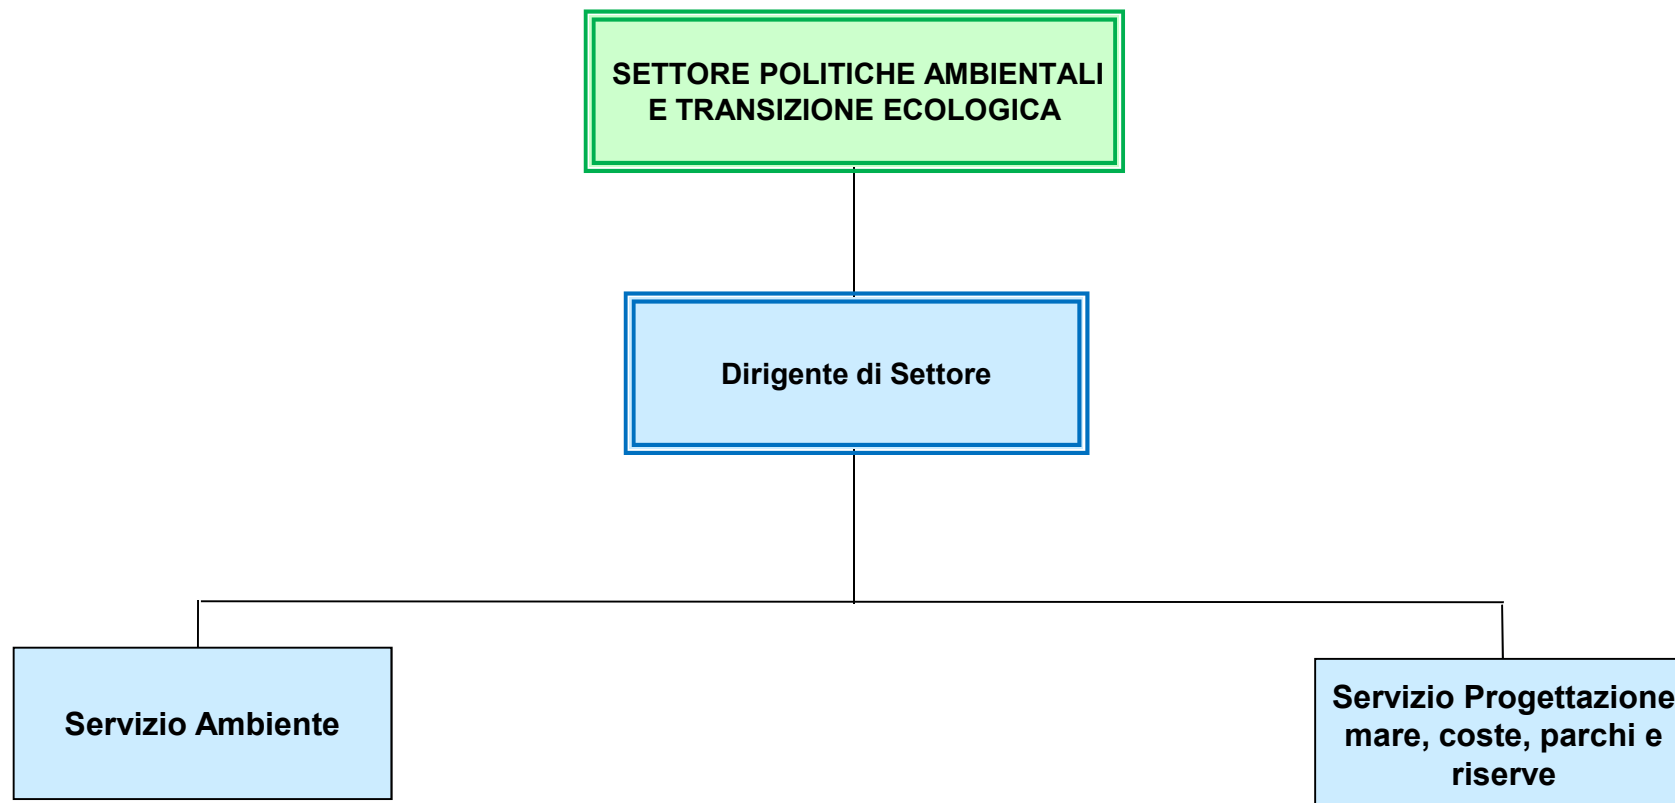 SETTORE POLITICHE AMBIENTALI
E TRANSIZIONE ECOLOGICA
Dirigente di Settore
Servizio Ambiente
Servizio Progettazione
mare, coste, parchi e
riserve